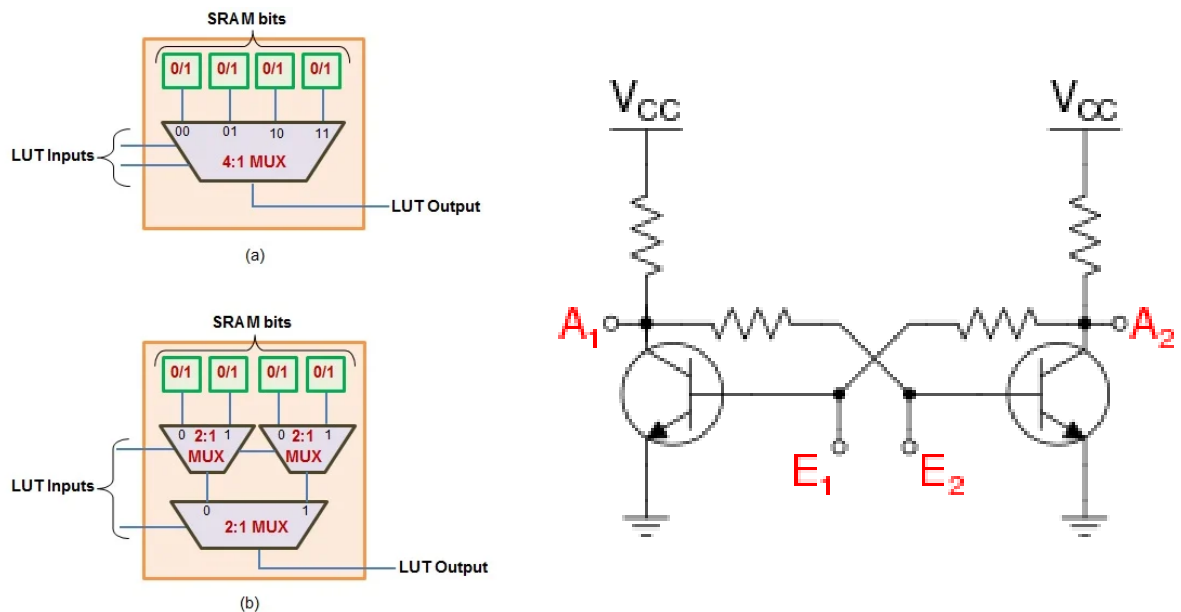 SRAM bits
0/1 0/1 0/1 0/1
00 01 10 11
LUT Inputs
4:1 MUX
LUT Output
(a)
SRAM bits
0/1 0/1 0/1 0/1
0 1 0 1
2:1 2:1
MUX MUX
LUT Inputs
0 1
2:1 MUX
LUT Output
(b)
VCC VCC
A1 A2
E1 E2